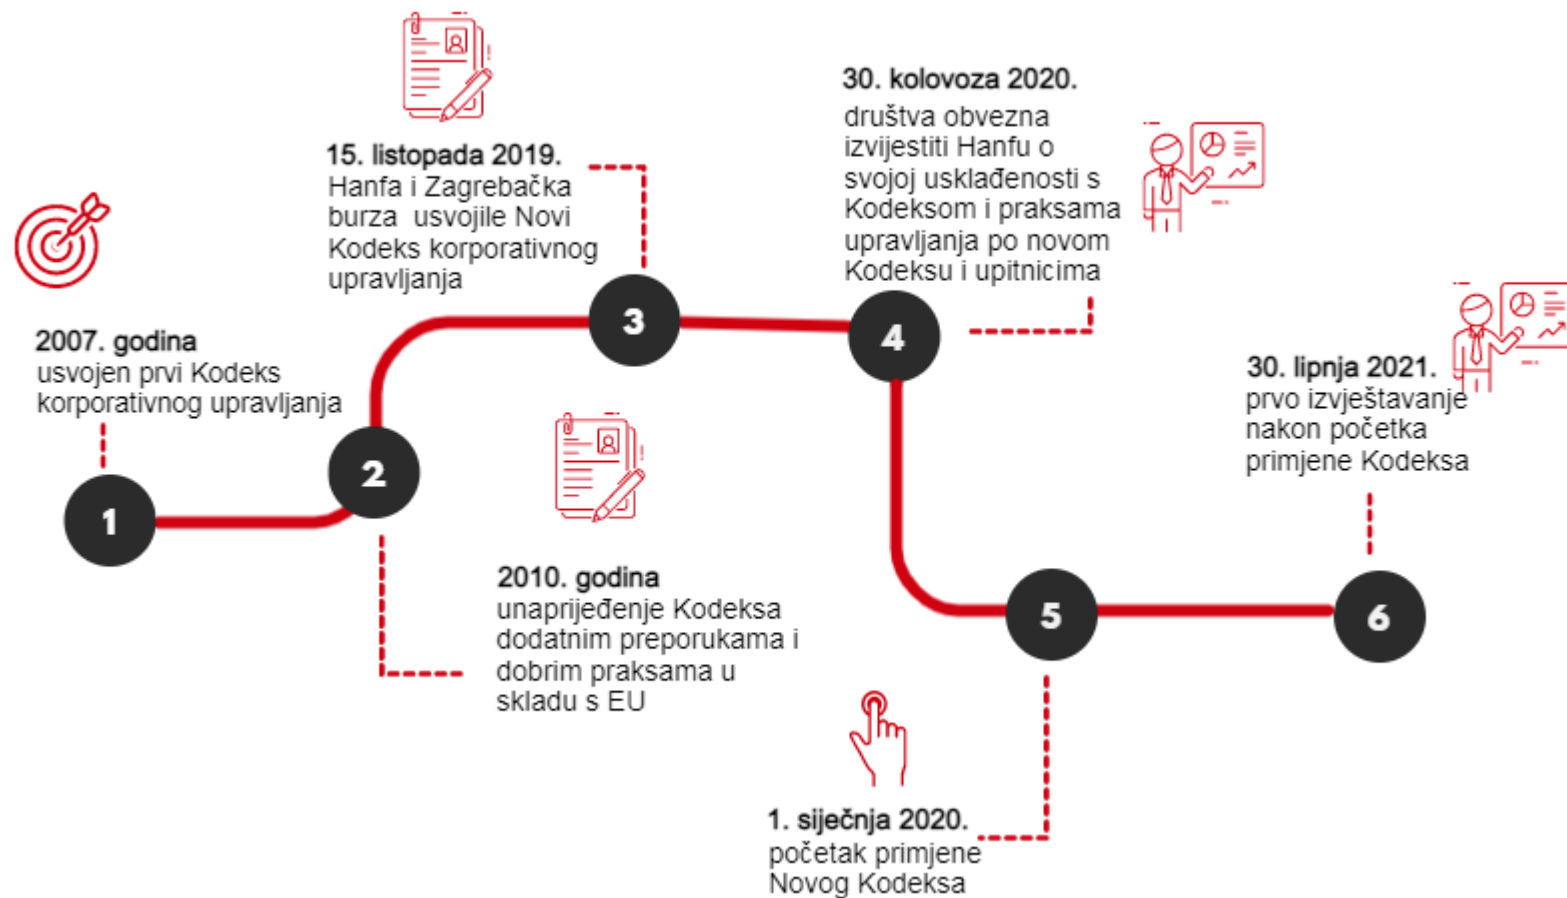 2007. godina
usvojen prvi Kodeks
korporativnog upravljanja
1
2
2010. godina
unaprijeđenje Kodeksa
dodatnim preporukama i
dobrim praksama u
skladu s EU
15. listopada 2019.
Hanfa i Zagrebačka
burza usvojile Novi
Kodeks korporativnog
upravljanja
3
30. kolovoza 2020.
društva obvezna
izvijestiti Hanfu o
svojoj usklađenosti s
Kodeksom i praksama
upravljanja po novom
Kodeksu i upitnicima
4
5
1. siječnja 2020.
početak primjene
Novog Kodeksa
30. lipnja 2021.
prvo izvještavanje
nakon početka
primjene Kodeksa
6